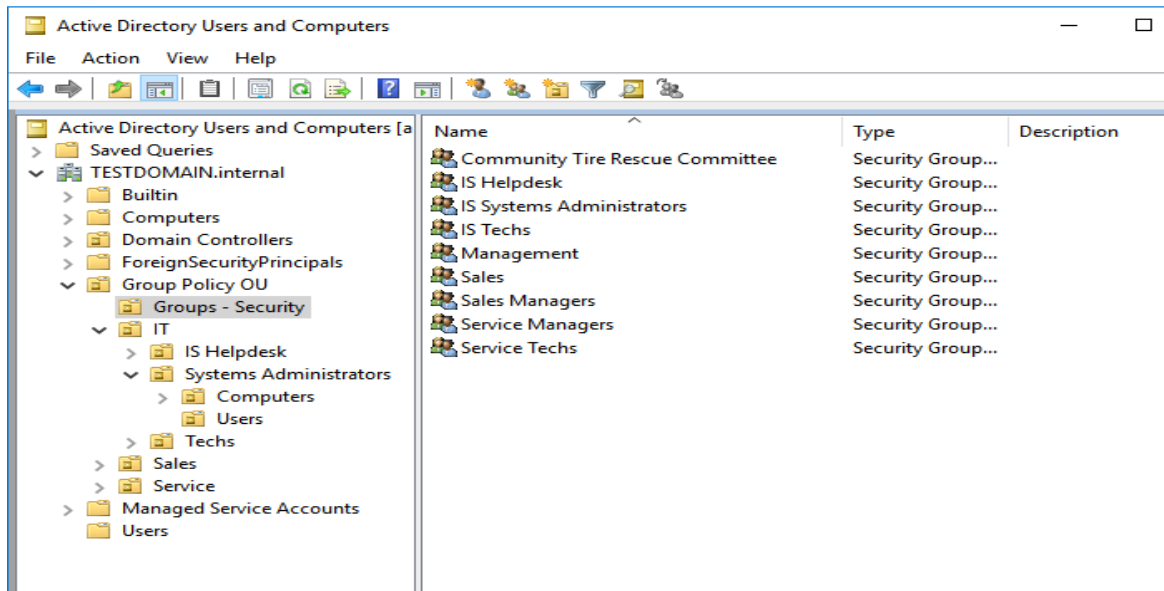 Active Directory Users and Computers
File Action View Help
Active Directory Users and Computers [a
Saved Queries
TESTDOMAIN.internal
Builtin
Computers
Domain Controllers
ForeignSecurityPrincipals
Group Policy OU
Groups - Security
IT
IS Helpdesk
Systems Administrators
Computers
Users
Techs
Sales
Service
Managed Service Accounts
Users
Name Type Description
Community Tire Rescue Committee Security Group...
IS Helpdesk Security Group...
IS Systems Administrators Security Group...
IS Techs Security Group...
Management Security Group...
Sales Security Group...
Sales Managers Security Group...
Service Managers Security Group...
Service Techs Security Group...